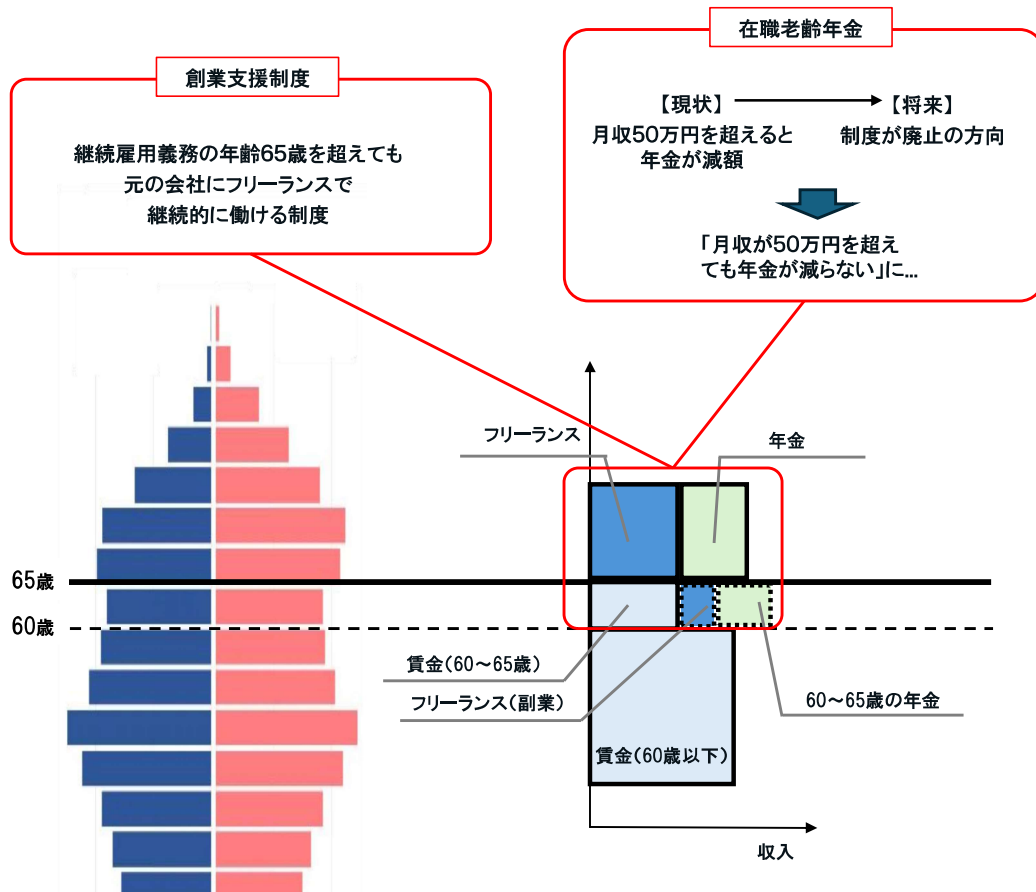 創業支援制度
継続雇用義務の年齢65歳を超えても
元の会社にフリーランスで
継続的に働ける制度
在職老齢年金
【現状】
【将来】
月収50万円を超えると
年金が減額
制度が廃止の方向
「月収が50万円を超え
ても年金が減らない」に…
フリーランス
年金
65歳
60歳
賃金(60~65歳)
フリーランス(副業)
60~65歳の年金
賃金(60歳以下)
収入